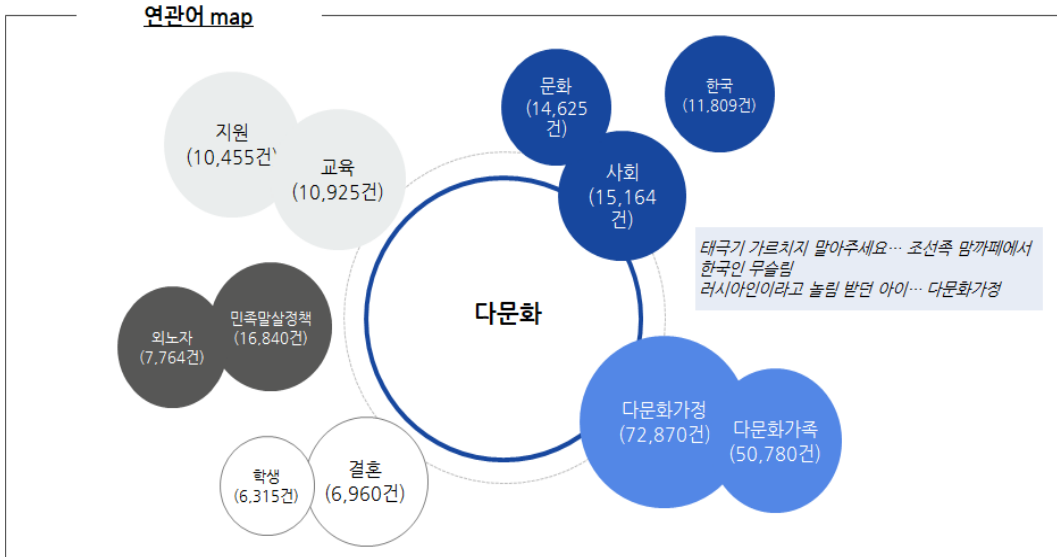 연관어 map
문화
(14,625
건)
한국
(11,809건)
지원
(10,455건)
교육
(10,925건)
사회
(15,164
건)
태극기 가르치지 말아주세요… 조선족 맘까페에서
한국인 무슬림
러시아인이라고 놀림 받던 아이… 다문화가정
다문화
민족말살정책
(16,840건)
외노자
(7,764건)
다문화가정
(72,870건)
다문화가족
(50,780건)
결혼
(6,960건)
학생
(6,315건)